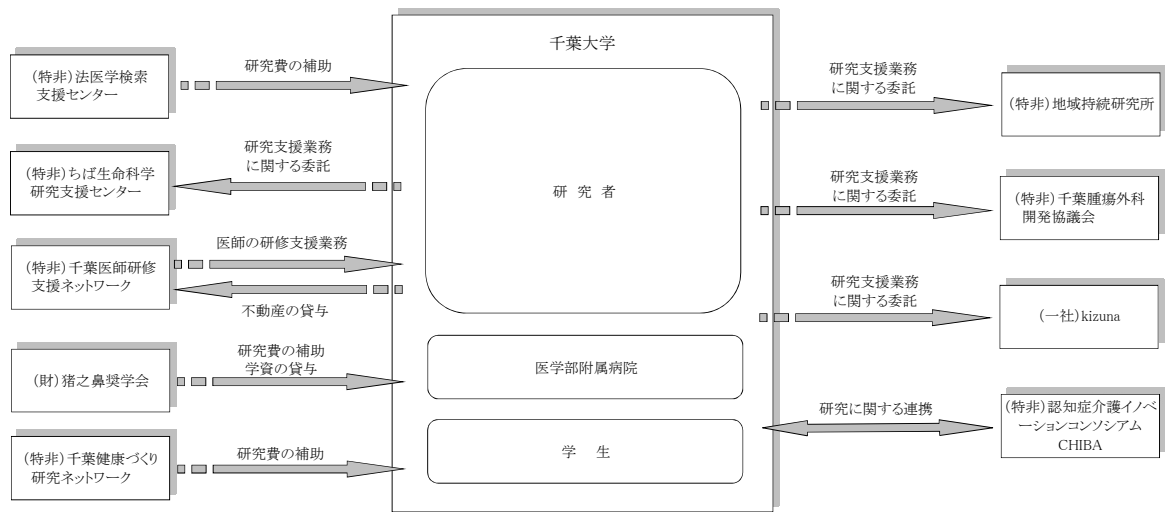 千葉大学
(特非)法医学検索
支援センター
研究費の補助
(特非)ちば生命科学
研究支援センター
研究支援業務
に関する委託
(特非)千葉医師研修
支援ネットワーク
医師の研修支援業務
不動産の貸与
(財)猪之鼻奨学会
研究費の補助
学資の貸与
(特非)千葉健康づくり
研究ネットワーク
研究費の補助
研 究 者
医学部附属病院
学 生
研究支援業務
に関する委託
(特非)地域持続研究所
研究支援業務
に関する委託
(特非)千葉腫瘍外科
開発協議会
研究支援業務
に関する委託
(一社)kizuna
研究に関する連携
(特非)認知症介護イノベ
ーションコンソシアム
CHIBA